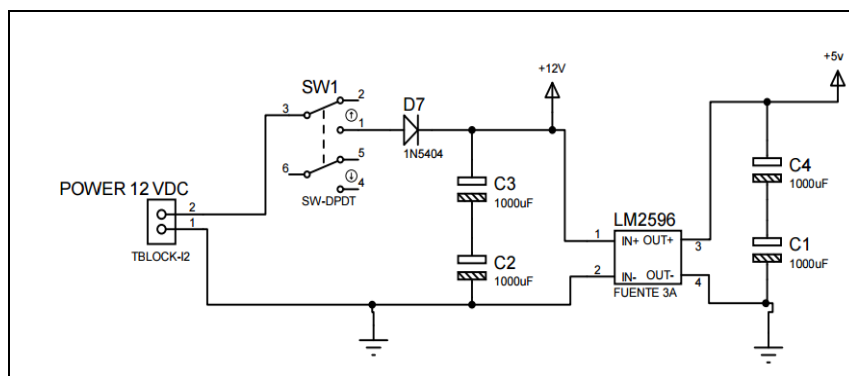 +5v
+12V
SW1
2
3
1
D7
1N5404
5
6
4
SW-DPDT
C4
1000uF
C3
1000uF
POWER 12 VDC
2
1
TBLOCK-I2
LM2596
1
IN+ OUT+
3
C1
1000uF
C2
1000uF
2
IN- OUT-
4
FUENTE 3A